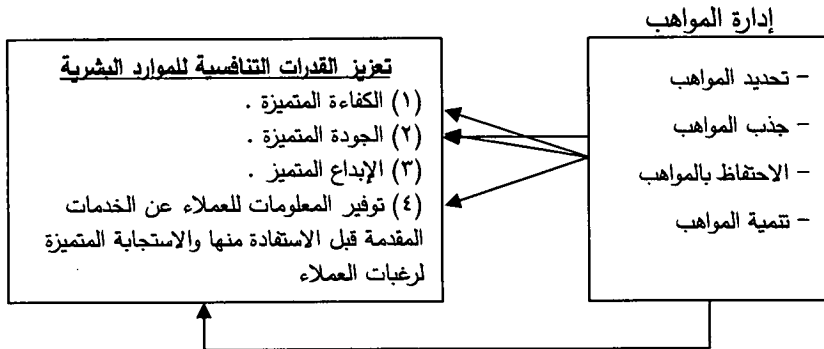 إدارة المواهب
- تحديد المواهب
- جذب المواهب
- الاحتفاظ بالمواهب
- تنمية المواهب
تعزيز القدرات التنافسية للموارد البشرية
(١) الكفاءة المتميزة .
(٢) الجودة المتميزة .
(٣) الإبداع المتميز .
(٤) توفير المعلومات للعملاء عن الخدمات
المقدمة قبل الاستفادة منها والاستجابة المتميزة
لرغبات العملاء